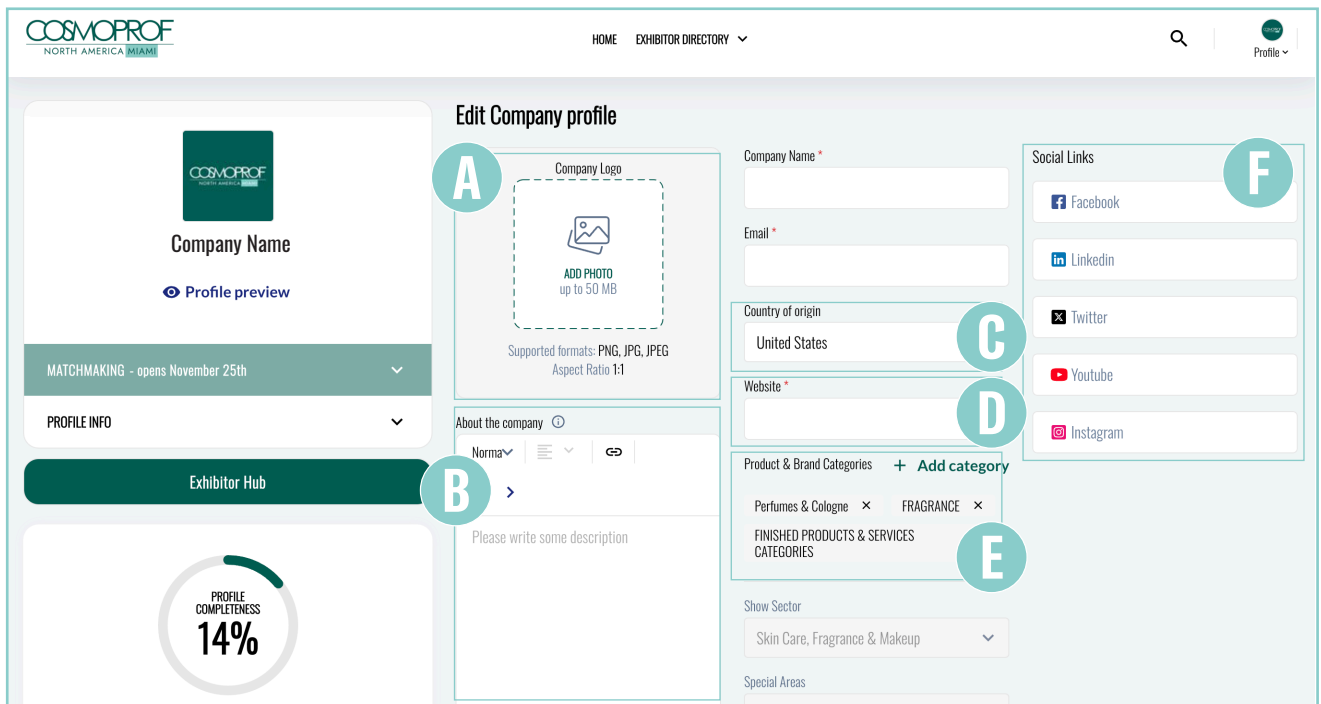 COSMOPROF
NORTH AMERICA MIAMI
HOME
EXHIBITOR DIRECTORY
Profile
COSMOPROF
NORTH AMERICA MIAMI
Company Name
Profile preview
MATCHMAKING - opens November 25th
PROFILE INFO
Exhibitor Hub
PROFILE
COMPLETENESS
14%
Edit Company profile
A
Company Logo
ADD PHOTO
up to 50 MB
Supported formats: PNG, JPG, JPEG
Aspect Ratio 1:1
About the company
Norma
B
Please write some description
Company Name *
Email *
Country of origin
United States
C
Website *
D
Product & Brand Categories + Add category
Perfumes & Cologne × FRAGRANCE ×
FINISHED PRODUCTS & SERVICES
CATEGORIES
E
Show Sector
Skin Care, Fragrance & Makeup
Special Areas
Social Links
F
Facebook
Linkedin
Twitter
Youtube
Instagram